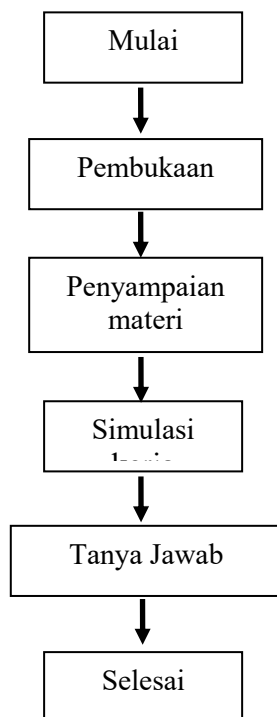 Mulai
Pembukaan
Penyampaian
materi
Simulasi
Tanya Jawab
Selesai